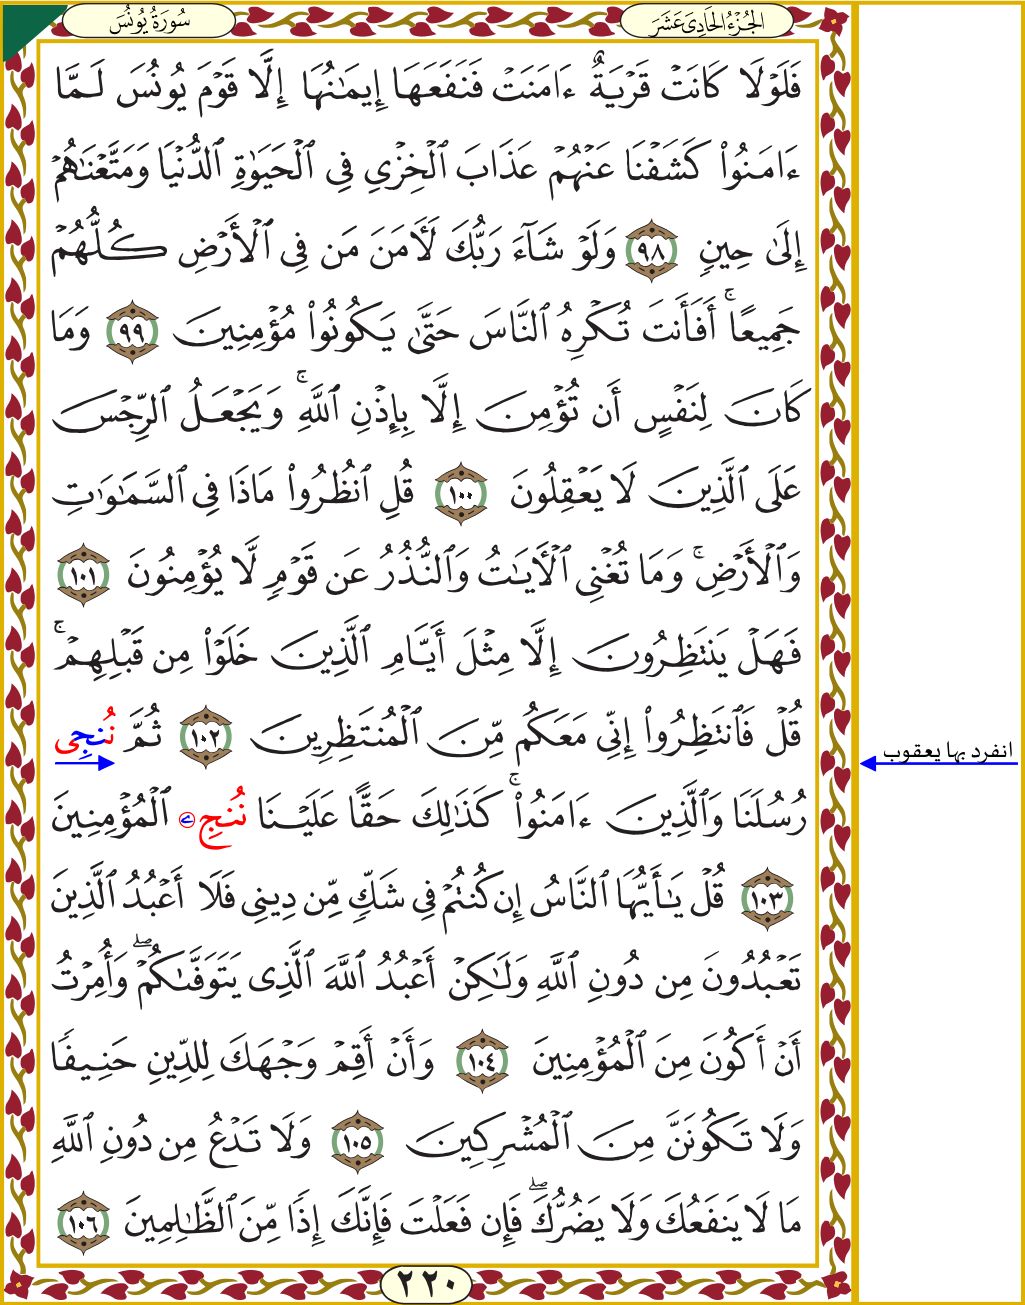 الجُزْءُ الحَادِيَ عَشَرَ
سُورَةُ يُونُسَ
فَلَوْلَا كَانَتْ قَرْيَةٌ ءَامَنَتْ فَنَفَعَهَا إِيمَـٰنُهَا إِلَّا قَوْمَ يُونُسَ لَمَّا
ءَامَنُوا۟ كَشَفْنَا عَنْهُمْ عَذَابَ ٱلْخِزْيِ فِي ٱلْحَيَوٰةِ ٱلدُّنْيَا وَمَتَّعْنَـٰهُمْ
إِلَىٰ حِينٍ ٩٨ وَلَوْ شَآءَ رَبُّكَ لَأَمَنَ مَن فِي ٱلْأَرْضِ كُلُّهُمْ
جَمِيعًا ۚ أَفَأَنتَ تُكْرِهُ ٱلنَّاسَ حَتَّىٰ يَكُونُوا۟ مُؤْمِنِينَ ٩٩ وَمَا
كَانَ لِنَفْسٍ أَن تُؤْمِنَ إِلَّا بِإِذْنِ ٱللَّهِ ۚ وَيَجْعَلُ ٱلرِّجْسَ
عَلَى ٱلَّذِينَ لَا يَعْقِلُونَ ١٠٠ قُلِ ٱنظُرُوا۟ مَاذَا فِي ٱلسَّمَـٰوَٰتِ
وَٱلْأَرْضِ ۚ وَمَا تُغْنِي ٱلْأَيَـٰتُ وَٱلنُّذُرُ عَن قَوْمٍ لَّا يُؤْمِنُونَ ١٠١
فَهَلْ يَنتَظِرُونَ إِلَّا مِثْلَ أَيَّامِ ٱلَّذِينَ خَلَوْا۟ مِن قَبْلِهِمْ ۚ
قُلْ فَٱنتَظِرُوا۟ إِنِّي مَعَكُم مِّنَ ٱلْمُنتَظِرِينَ ١٠٢ ثُمَّ نُنجِى
انفرد بها يعقوب
رُسُلَنَا وَٱلَّذِينَ ءَامَنُوا۟ ۚ كَذَٰلِكَ حَقًّا عَلَيْنَا نُنجِ ے ٱلْمُؤْمِنِينَ
١٠٣ قُلْ يَـٰأَيُّهَا ٱلنَّاسُ إِن كُنتُمْ فِي شَكٍّ مِّن دِينِي فَلَا أَعْبُدُ ٱلَّذِينَ
تَعْبُدُونَ مِن دُونِ ٱللَّهِ وَلَـٰكِنْ أَعْبُدُ ٱللَّهَ ٱلَّذِى يَتَوَفَّىٰكُمْ ۖ وَأُمِرْتُ
أَنْ أَكُونَ مِنَ ٱلْمُؤْمِنِينَ ١٠٤ وَأَنْ أَقِمْ وَجْهَكَ لِلدِّينِ حَنِيفًا
وَلَا تَكُونَنَّ مِنَ ٱلْمُشْرِكِينَ ١٠٥ وَلَا تَدْعُ مِن دُونِ ٱللَّهِ
مَا لَا يَنفَعُكَ وَلَا يَضُرُّكَ ۖ فَإِن فَعَلْتَ فَإِنَّكَ إِذًا مِّنَ ٱلظَّـٰلِمِينَ ١٠٦
٢٢٠